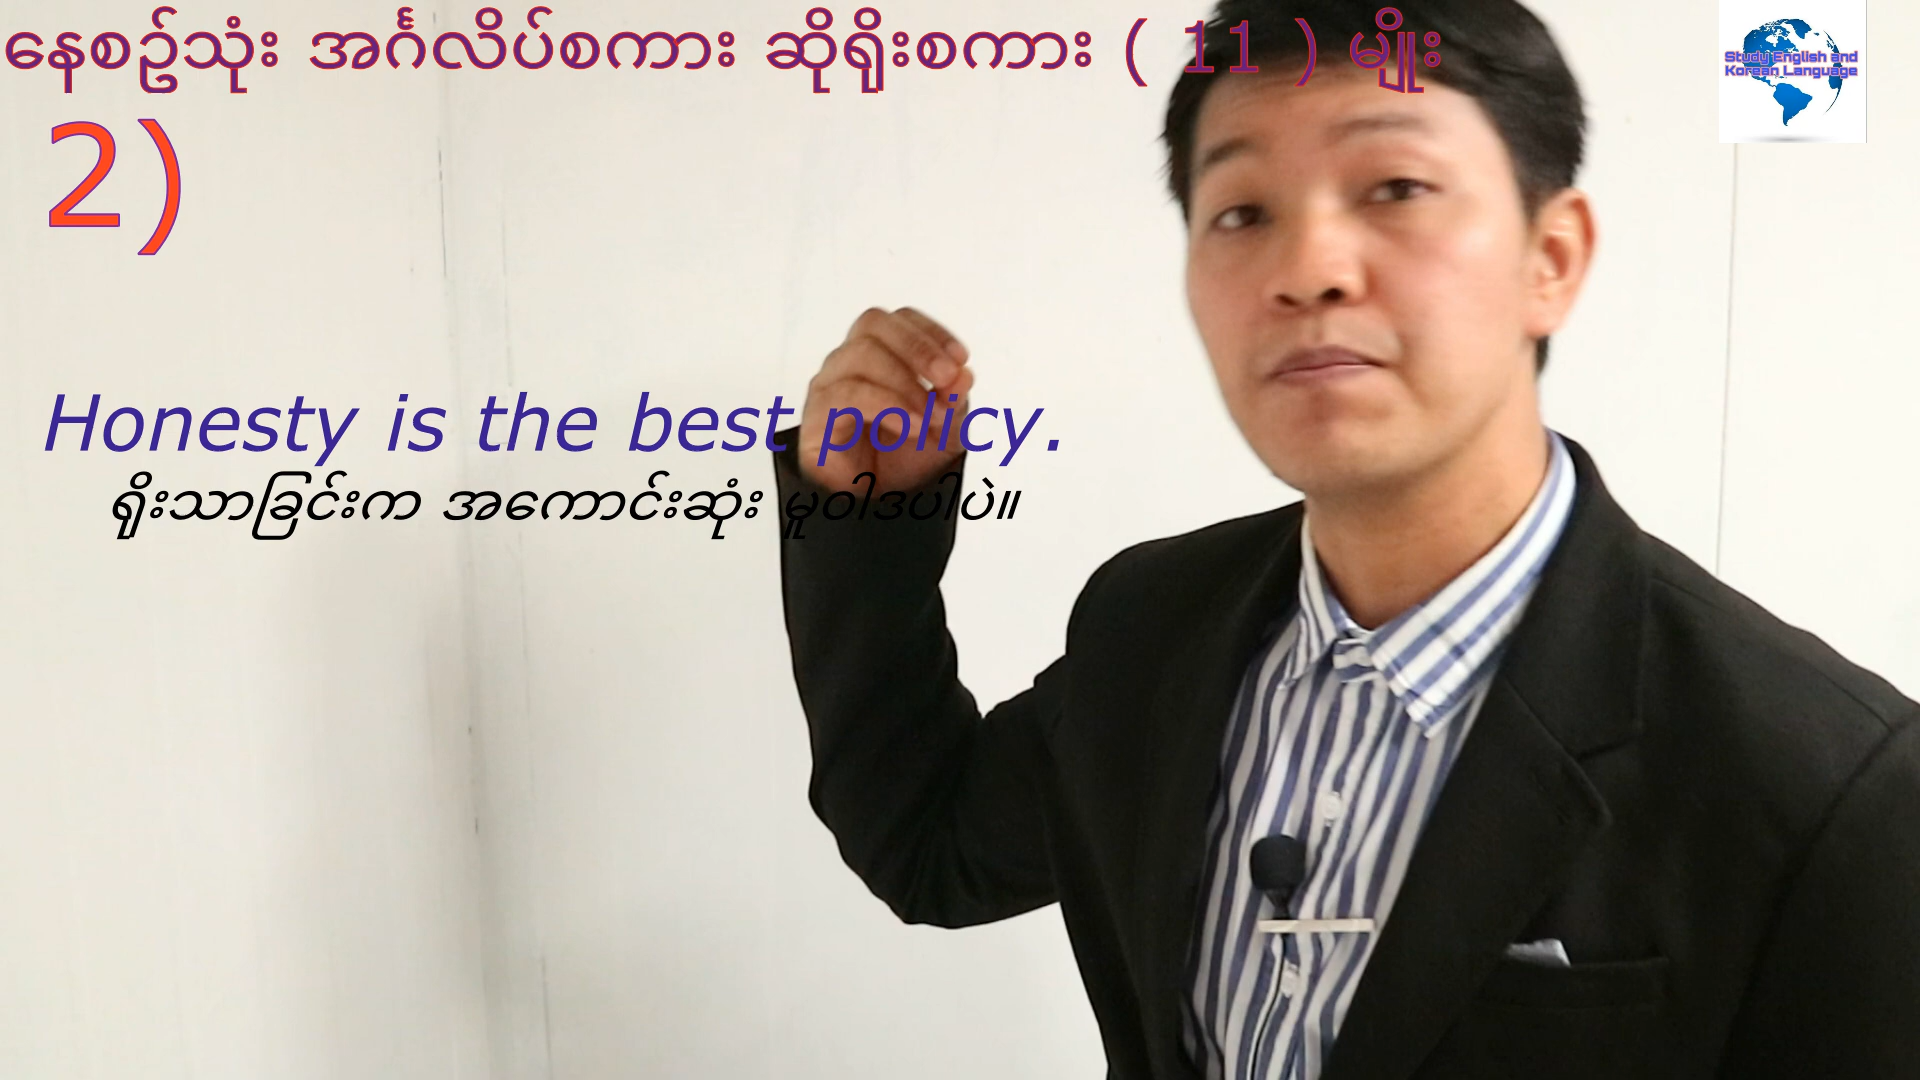 နေ့စဥ်သုံး အင်္ဂလိပ်စကား ဆိုရိုးစကား ( 11 ) မျိုး
Study English and
Korean Language
2)
Honesty is the best policy.
ရိုးသာခြင်းက အကောင်းဆုံး မူဝါဒပါပဲ။